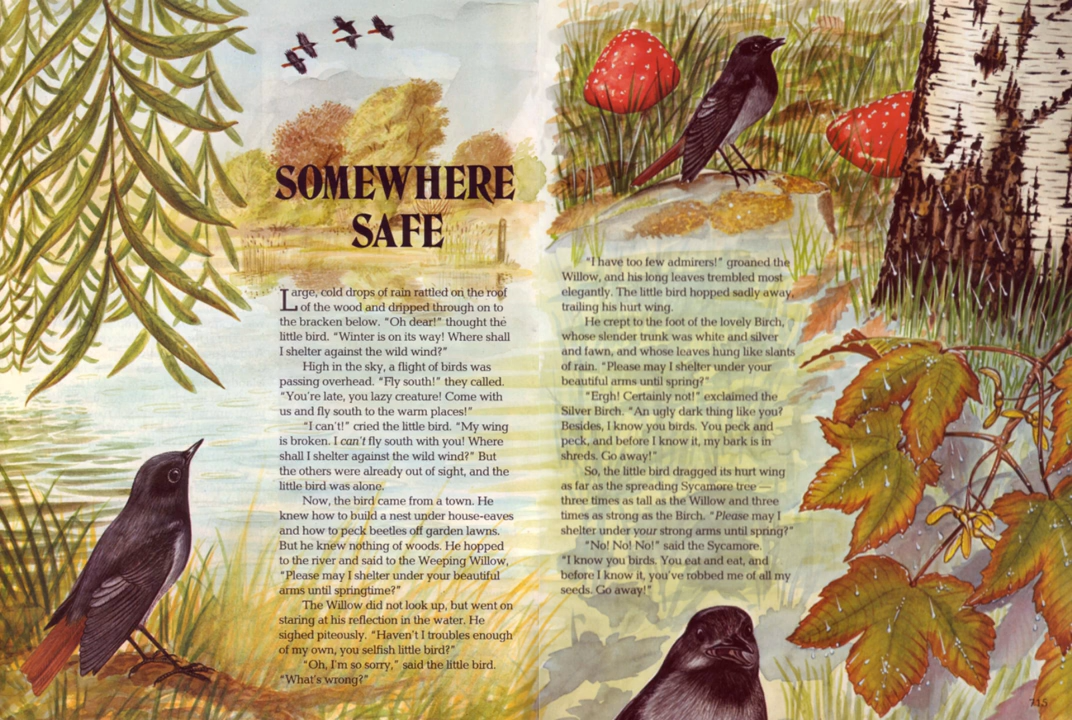 SOMEWHERE
SAFE
Large, cold drops of rain rattled on the roof
of the wood and dripped through on to
the bracken below. "Oh dear!" thought the
little bird. "Winter is on its way! Where shall
I shelter against the wild wind?"
High in the sky, a flight of birds was
passing overhead. "Fly south!" they called.
"You're late, you lazy creature! Come with
us and fly south to the warm places!"
"I can't!" cried the little bird. "My wing
is broken. I can't fly south with you! Where
shall I shelter against the wild wind?" But
the others were already out of sight, and the
little bird was alone.
Now, the bird came from a town. He
knew how to build a nest under house-eaves
and how to peck beetles off garden lawns.
But he knew nothing of woods. He hopped
to the river and said to the Weeping Willow,
"Please may I shelter under your beautiful
arms until springtime?"
The Willow did not look up, but went on
staring at his reflection in the water. He
sighed piteously. "Haven't I troubles enough
of my own, you selfish little bird?"
"Oh, I'm so sorry," said the little bird.
"What's wrong?"
"I have too few admirers!" groaned the
Willow, and his long leaves trembled most
elegantly. The little bird hopped sadly away,
trailing his hurt wing.
He crept to the foot of the lovely Birch,
whose slender trunk was white and silver
and fawn, and whose leaves hung like slants
of rain. "Please may I shelter under your
beautiful arms until spring?"
"Ergh! Certainly not!" exclaimed the
Silver Birch. "An ugly dark thing like you?
Besides, I know you birds. You peck and
peck, and before I know it, my bark is in
shreds. Go away!"
So, the little bird dragged its hurt wing
as far as the spreading Sycamore tree —
three times as tall as the Willow and three
times as strong as the Birch. "Please may I
shelter under your strong arms until spring?"
"No! No! No!" said the Sycamore.
"I know you birds. You eat and eat, and
before I know it, you've robbed me of all my
seeds. Go away!"
715